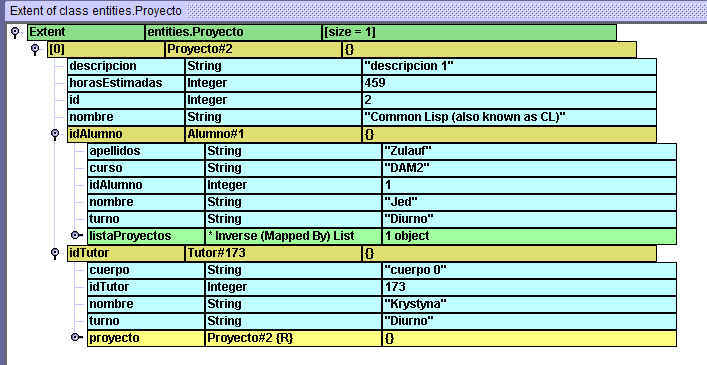 Extent of class entities.Proyecto
Extent entities.Proyecto [size = 1]
[0] Proyecto#2 {}
descripcion String "descripcion 1"
horasEstimadas Integer 459
id Integer 2
nombre String "Common Lisp (also known as CL)"
idAlumno Alumno#1 {}
apellidos String "Zulauf"
curso String "DAM2"
idAlumno Integer 1
nombre String "Jed"
turno String "Diurno"
listaProyectos * Inverse (Mapped By) List 1 object
idTutor Tutor#173 {}
cuerpo String "cuerpo 0"
idTutor Integer 173
nombre String "Krystyna"
turno String "Diurno"
proyecto Proyecto#2 {R} {}